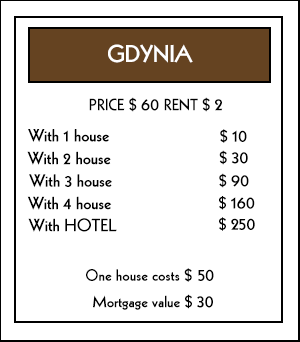 GDYNIA
PRICE $ 60 RENT $ 2
With 1 house $ 10
With 2 house $ 30
With 3 house $ 90
With 4 house $ 160
With HOTEL $ 250
One house costs $ 50
Mortgage value $ 30